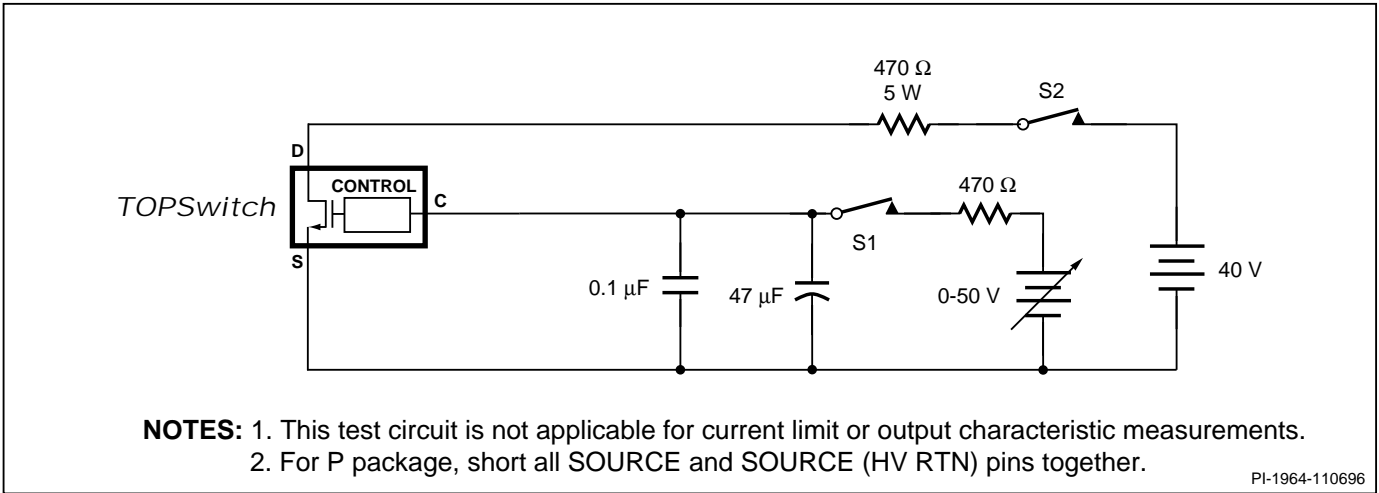 470 Ω
5 W
S2
D
CONTROL
C
TOPSwitch
S
470 Ω
S1
0.1 μF
47 μF
0-50 V
40 V
NOTES: 1. This test circuit is not applicable for current limit or output characteristic measurements.
2. For P package, short all SOURCE and SOURCE (HV RTN) pins together.
PI-1964-110696